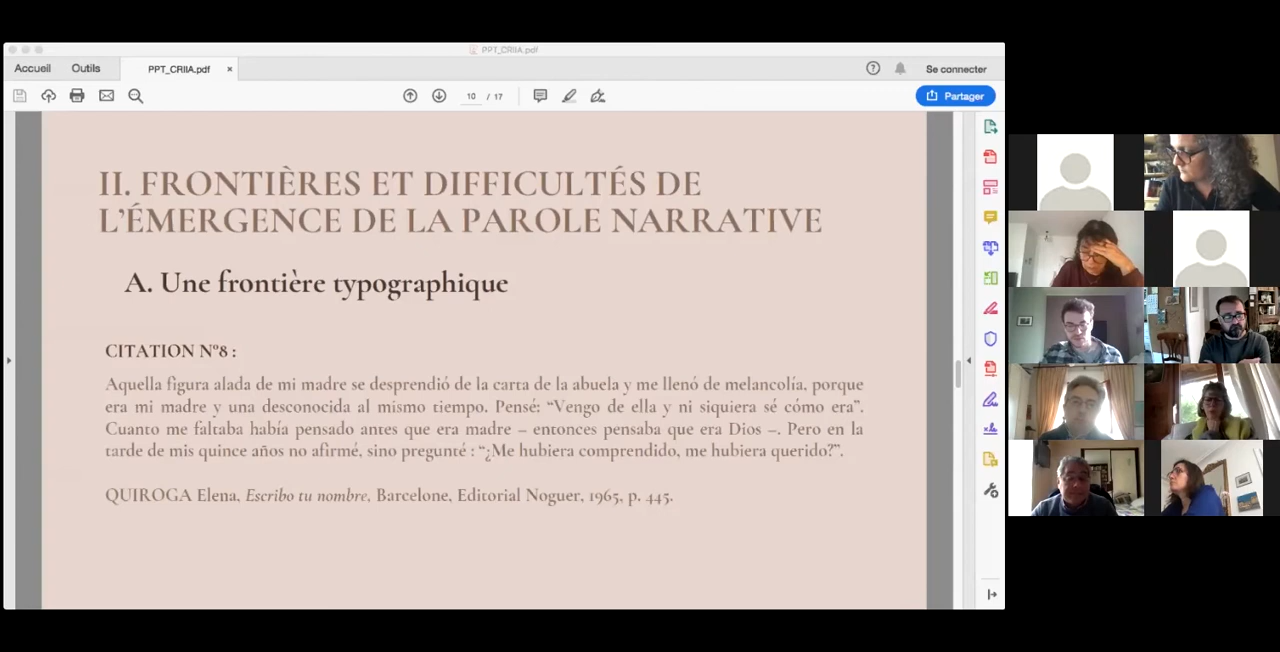 PPT_CRIIA.pdf
Accueil Outils PPT_CRIIA.pdf × Se connecter
10 / 17 Partager
II. FRONTIÈRES ET DIFFICULTÉS DE
L'ÉMERGENCE DE LA PAROLE NARRATIVE
A. Une frontière typographique
CITATION Nº8 :
Aquella figura alada de mi madre se desprendió de la carta de la abuela y me llenó de melancolía, porque
era mi madre y una desconocida al mismo tiempo. Pensé: “Vengo de ella y ni siquiera sé cómo era”.
Cuanto me faltaba había pensado antes que era madre – entonces pensaba que era Dios –. Pero en la
tarde de mis quince años no afirmé, sino pregunté : “¿Me hubiera comprendido, me hubiera querido?”.
QUIROGA Elena, Escribo tu nombre, Barcelone, Editorial Noguer, 1965, p. 445.